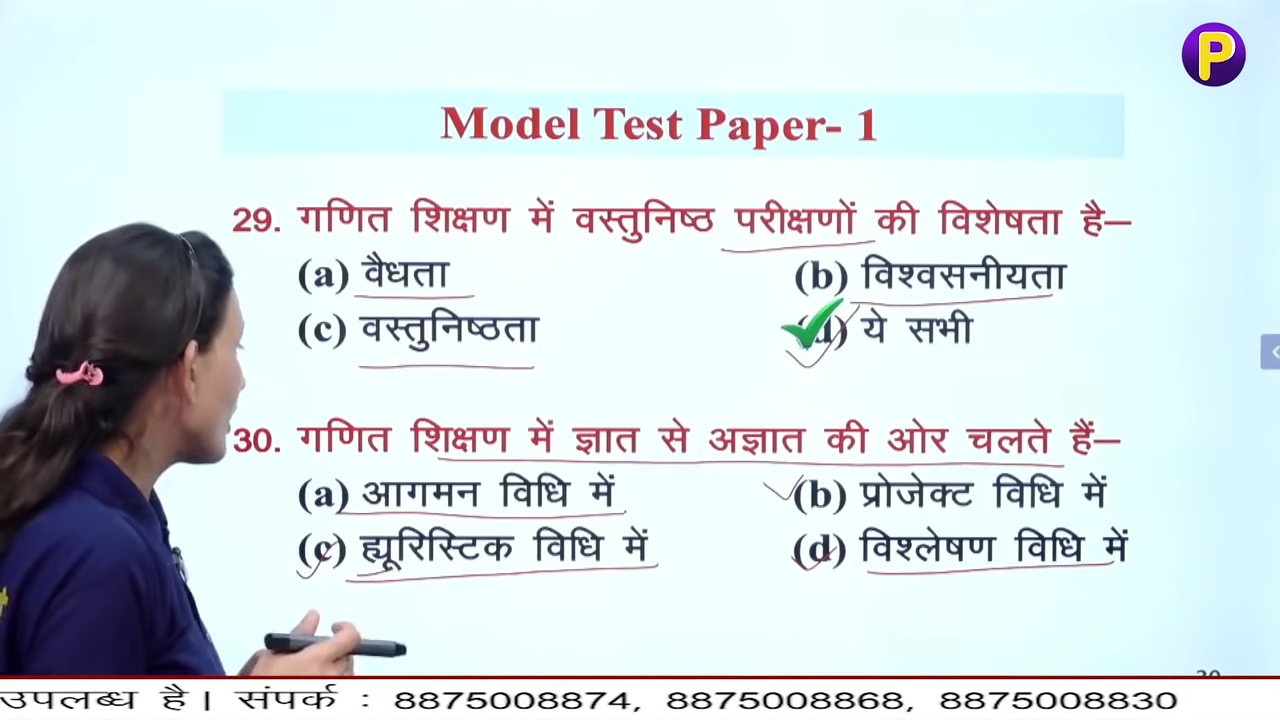 P
Model Test Paper- 1
29. गणित शिक्षण में वस्तुनिष्ठ परीक्षणों की विशेषता है–
(a) वैधता (b) विश्वसनीयता
(c) वस्तुनिष्ठता (d) ये सभी
30. गणित शिक्षण में ज्ञात से अज्ञात की ओर चलते हैं–
(a) आगमन विधि में (b) प्रोजेक्ट विधि में
(c) ह्यूरिस्टिक विधि में (d) विश्लेषण विधि में
उपलब्ध है। संपर्क : 8875008874, 8875008868, 8875008830